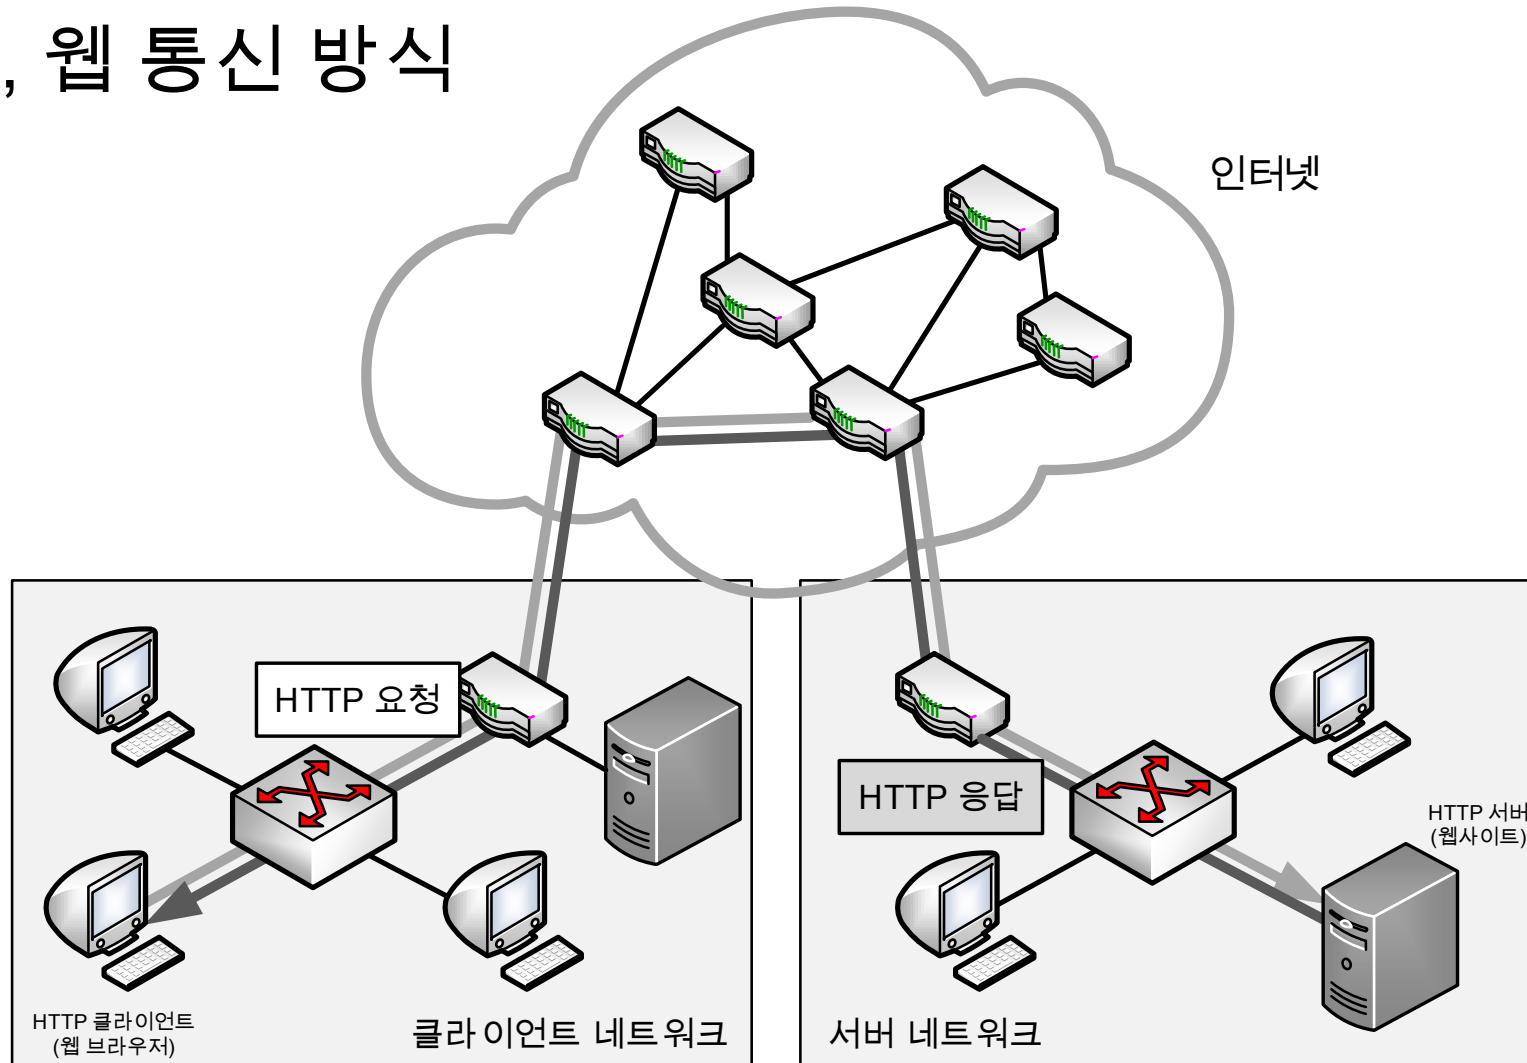 , 웹 통신 방식
인터넷
HTTP 요청
HTTP 응답
HTTP 서버
(웹사이트)
HTTP 클라이언트
(웹 브라우저)
클라이언트 네트워크
서버 네트워크